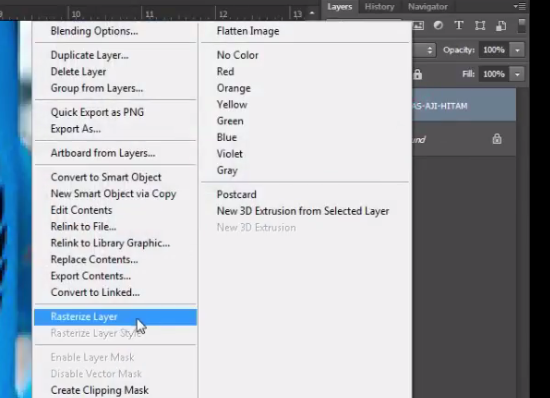 9 10 11 12 13
Layers History Navigator
Opacity: 100%
Fill: 100%
AS-AJI-HITAM
Blending Options...
Duplicate Layer...
Delete Layer
Group from Layers...
Quick Export as PNG
Export As...
Artboard from Layers...
Convert to Smart Object
New Smart Object via Copy
Edit Contents
Relink to File...
Relink to Library Graphic...
Replace Contents...
Export Contents...
Convert to Linked...
Rasterize Layer
Rasterize Layer Style
Enable Layer Mask
Disable Vector Mask
Create Clipping Mask
Flatten Image
No Color
Red
Orange
Yellow
Green
Blue
Violet
Gray
Postcard
New 3D Extrusion from Selected Layer
New 3D Extrusion